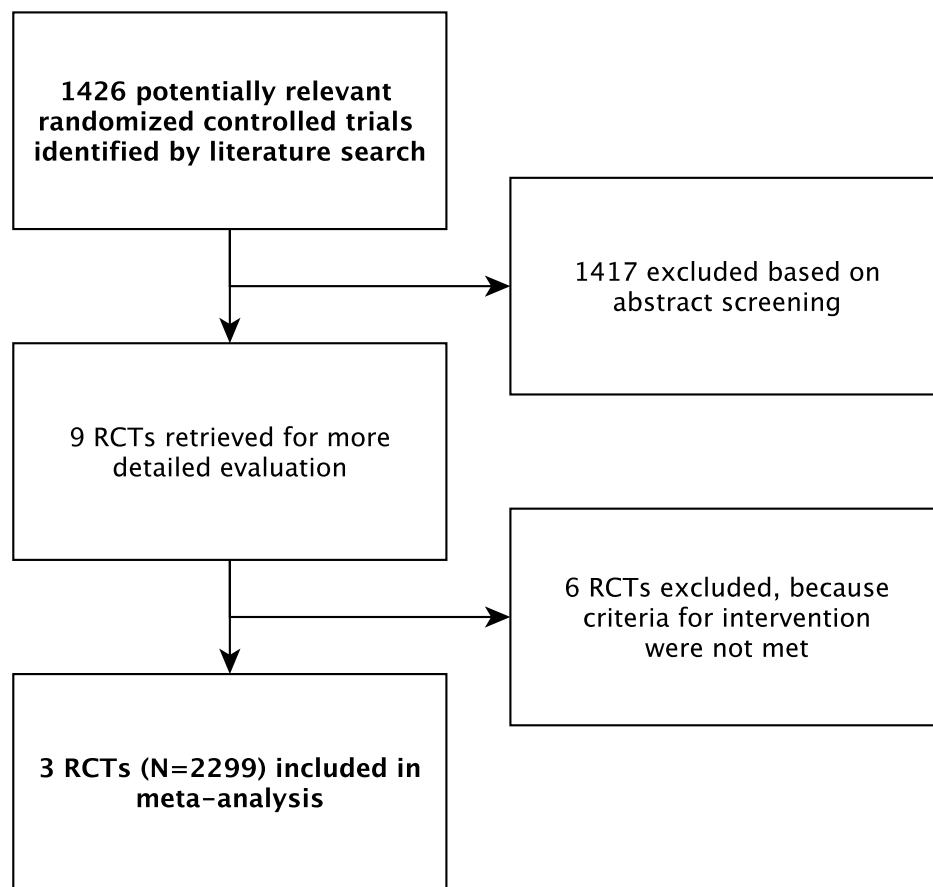 1426 potentially relevant
randomized controlled trials
identified by literature search
1417 excluded based on
abstract screening
9 RCTs retrieved for more
detailed evaluation
6 RCTs excluded, because
criteria for intervention
were not met
3 RCTs (N=2299) included in
meta-analysis